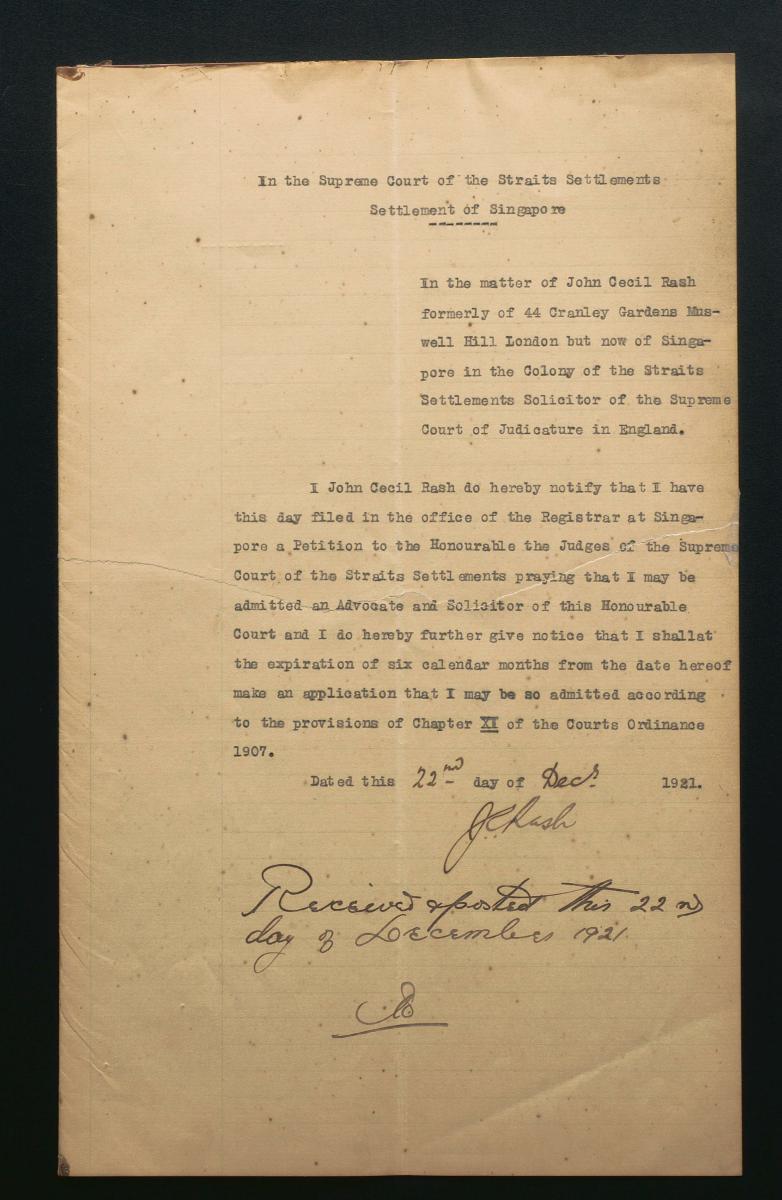 In the Supreme Court of the Straits Settlements
Settlement of Singapore
--------
In the matter of John Cecil Rash
formerly of 44 Cranley Gardens Mus-
well Hill London but now of Singa-
pore in the Colony of the Straits
Settlements Solicitor of the Supreme
Court of Judicature in England.
I John Cecil Rash do hereby notify that I have
this day filed in the office of the Registrar at Singa-
pore a Petition to the Honourable the Judges of the Supreme
Court of the Straits Settlements praying that I may be
admitted an Advocate and Solicitor of this Honourable
Court and I do hereby further give notice that I shallat
the expiration of six calendar months from the date hereof
make an application that I may be so admitted according
to the provisions of Chapter XI of the Courts Ordinance
1907.
Dated this 22nd day of Decr. 1921.
JC Rash
Received & posted this 22nd
day of December 1921